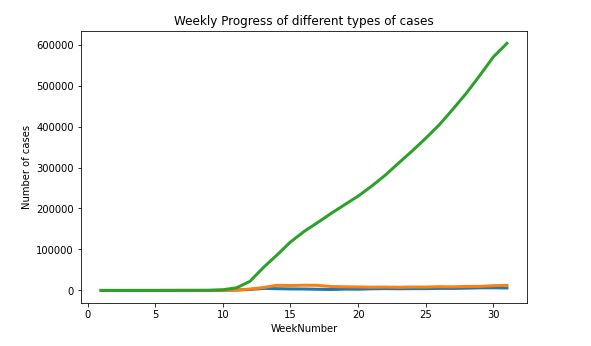 Weekly Progress of different types of cases
600000
500000
400000
300000
200000
100000
0
Number of cases
0 5 10 15 20 25 30
WeekNumber